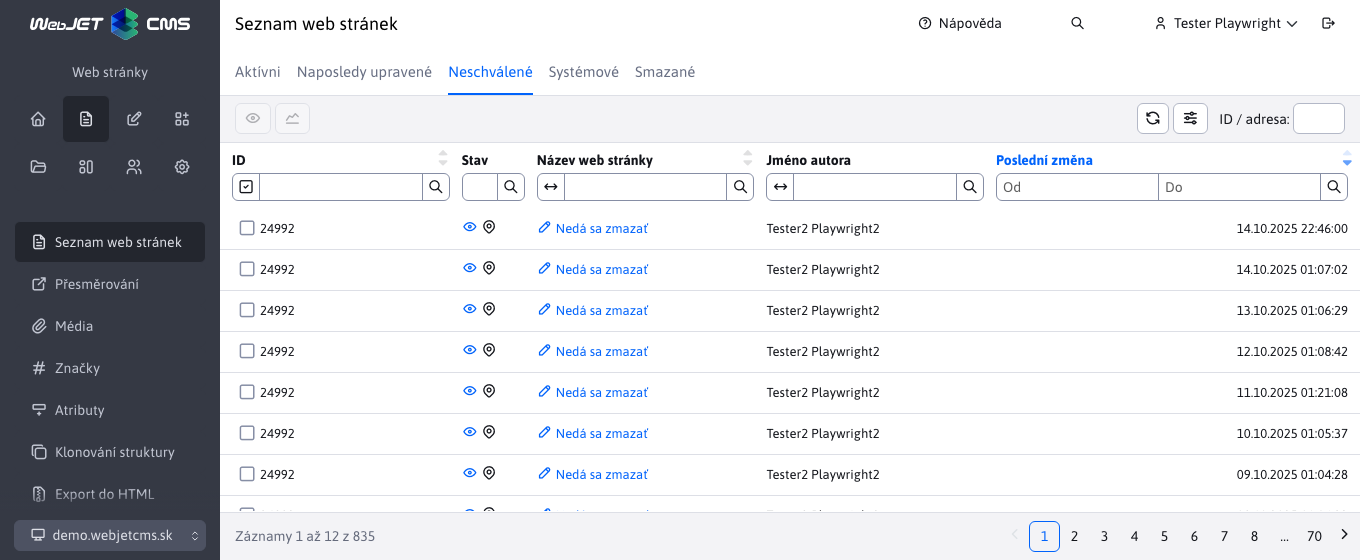 WebJET CMS
Seznam web stránek
Nápověda
Tester Playwright
Web stránky
Aktívni Naposledy upravené Neschválené Systémové Smazané
ID / adresa:
ID Stav Název web stránky Jméno autora Poslední změna
Od Do
24992 Nedá sa zmazať Tester2 Playwright2 14.10.2025 22:46:00
24992 Nedá sa zmazať Tester2 Playwright2 14.10.2025 01:07:02
24992 Nedá sa zmazať Tester2 Playwright2 13.10.2025 01:06:29
24992 Nedá sa zmazať Tester2 Playwright2 12.10.2025 01:08:42
24992 Nedá sa zmazať Tester2 Playwright2 11.10.2025 01:21:08
24992 Nedá sa zmazať Tester2 Playwright2 10.10.2025 01:05:37
24992 Nedá sa zmazať Tester2 Playwright2 09.10.2025 01:04:28
Seznam web stránek
Přesměrování
Média
Značky
Atributy
Klonování struktury
Export do HTML
demo.webjetcms.sk
Záznamy 1 až 12 z 835
1 2 3 4 5 6 7 8 ... 70